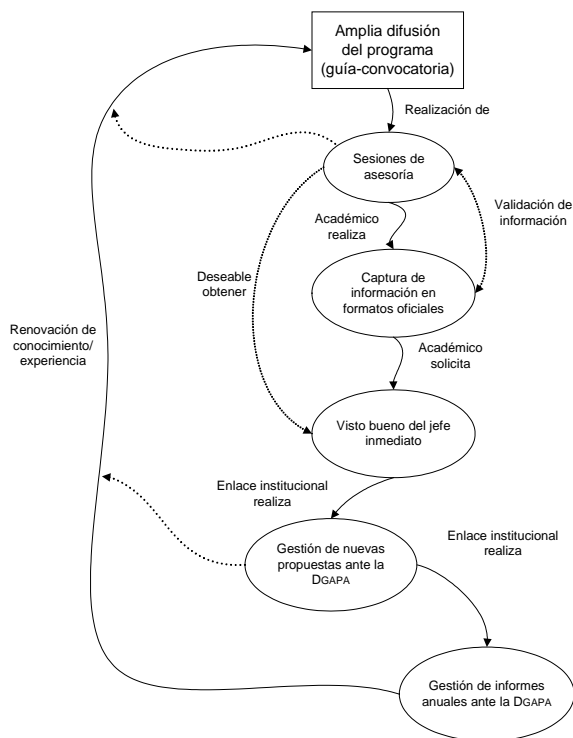 Amplia difusión
del programa
(guía-convocatoria)
Realización de
Sesiones de
asesoría
Validación de
información
Académico
realiza
Deseable
obtener
Captura de
información en
formatos oficiales
Renovación de
conocimiento/
experiencia
Académico
solicita
Visto bueno del jefe
inmediato
Enlace institucional
realiza
Enlace institucional
realiza
Gestión de nuevas
propuestas ante la
DGAPA
Gestión de informes
anuales ante la DGAPA